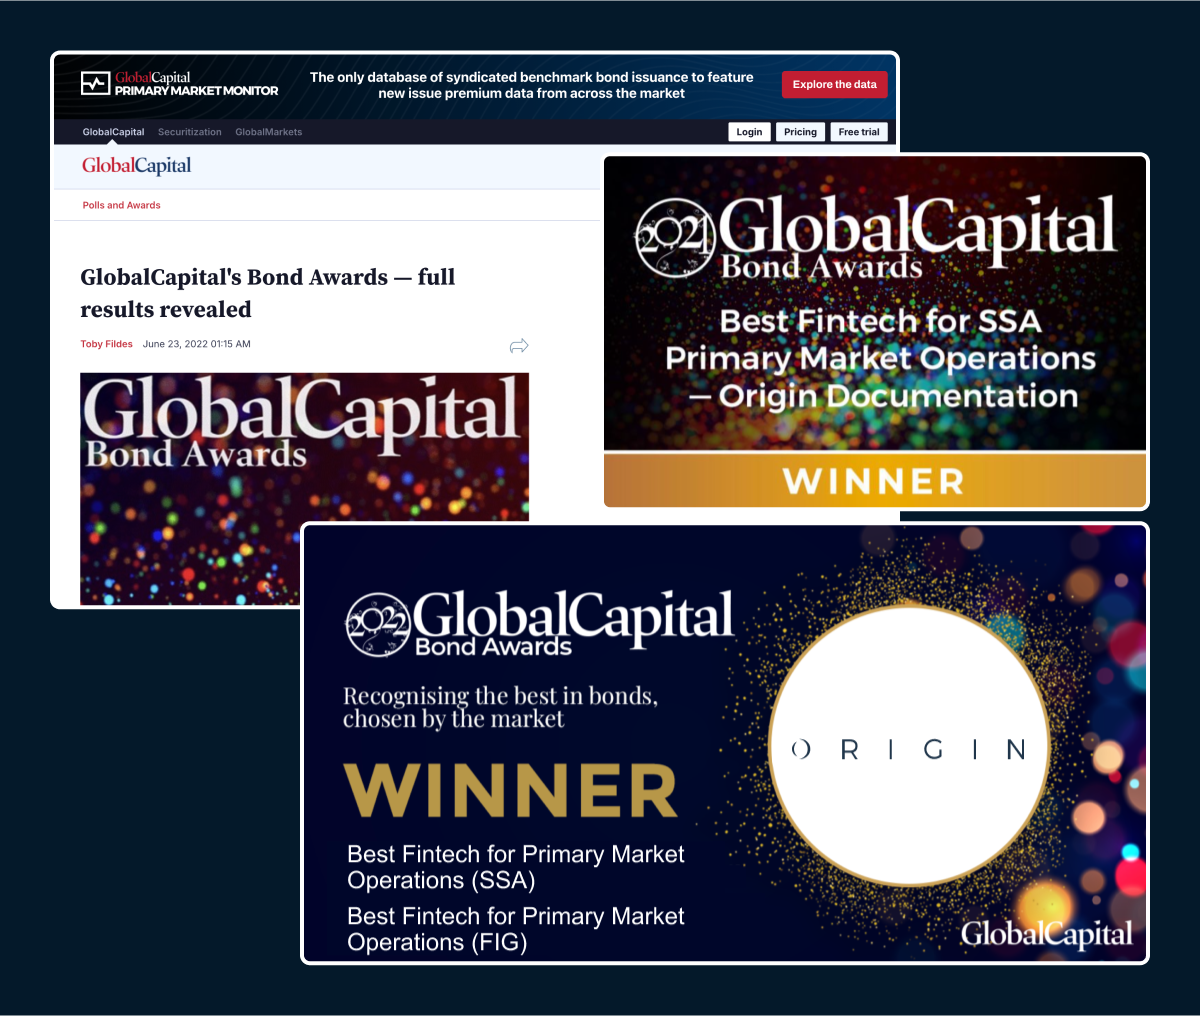 GlobalCapital
PRIMARY MARKET MONITOR
The only database of syndicated benchmark bond issuance to feature
new issue premium data from across the market
Explore the data
GlobalCapital Securitization GlobalMarkets
Login Pricing Free trial
GlobalCapital
Polls and Awards
GlobalCapital's Bond Awards — full
results revealed
Toby Fildes June 23, 2022 01:15 AM
GlobalCapital
Bond Awards
2021 GlobalCapital
Bond Awards
Best Fintech for SSA
Primary Market Operations
— Origin Documentation
WINNER
2022 GlobalCapital
Bond Awards
Recognising the best in bonds,
chosen by the market
WINNER
Best Fintech for Primary Market
Operations (SSA)
Best Fintech for Primary Market
Operations (FIG)
ORIGIN
GlobalCapital